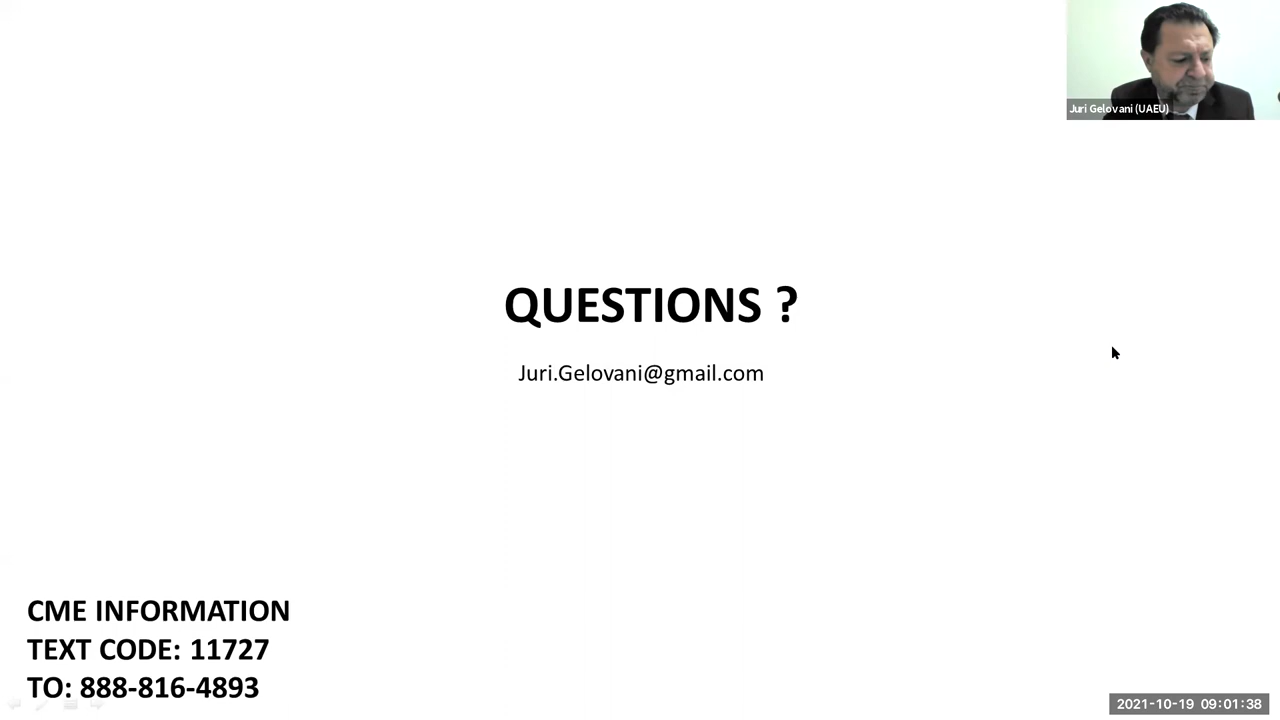 Juri Gelovani (UAEU)
QUESTIONS ?
Juri.Gelovani@gmail.com
CME INFORMATION
TEXT CODE: 11727
TO: 888-816-4893
2021-10-19 09:01:38